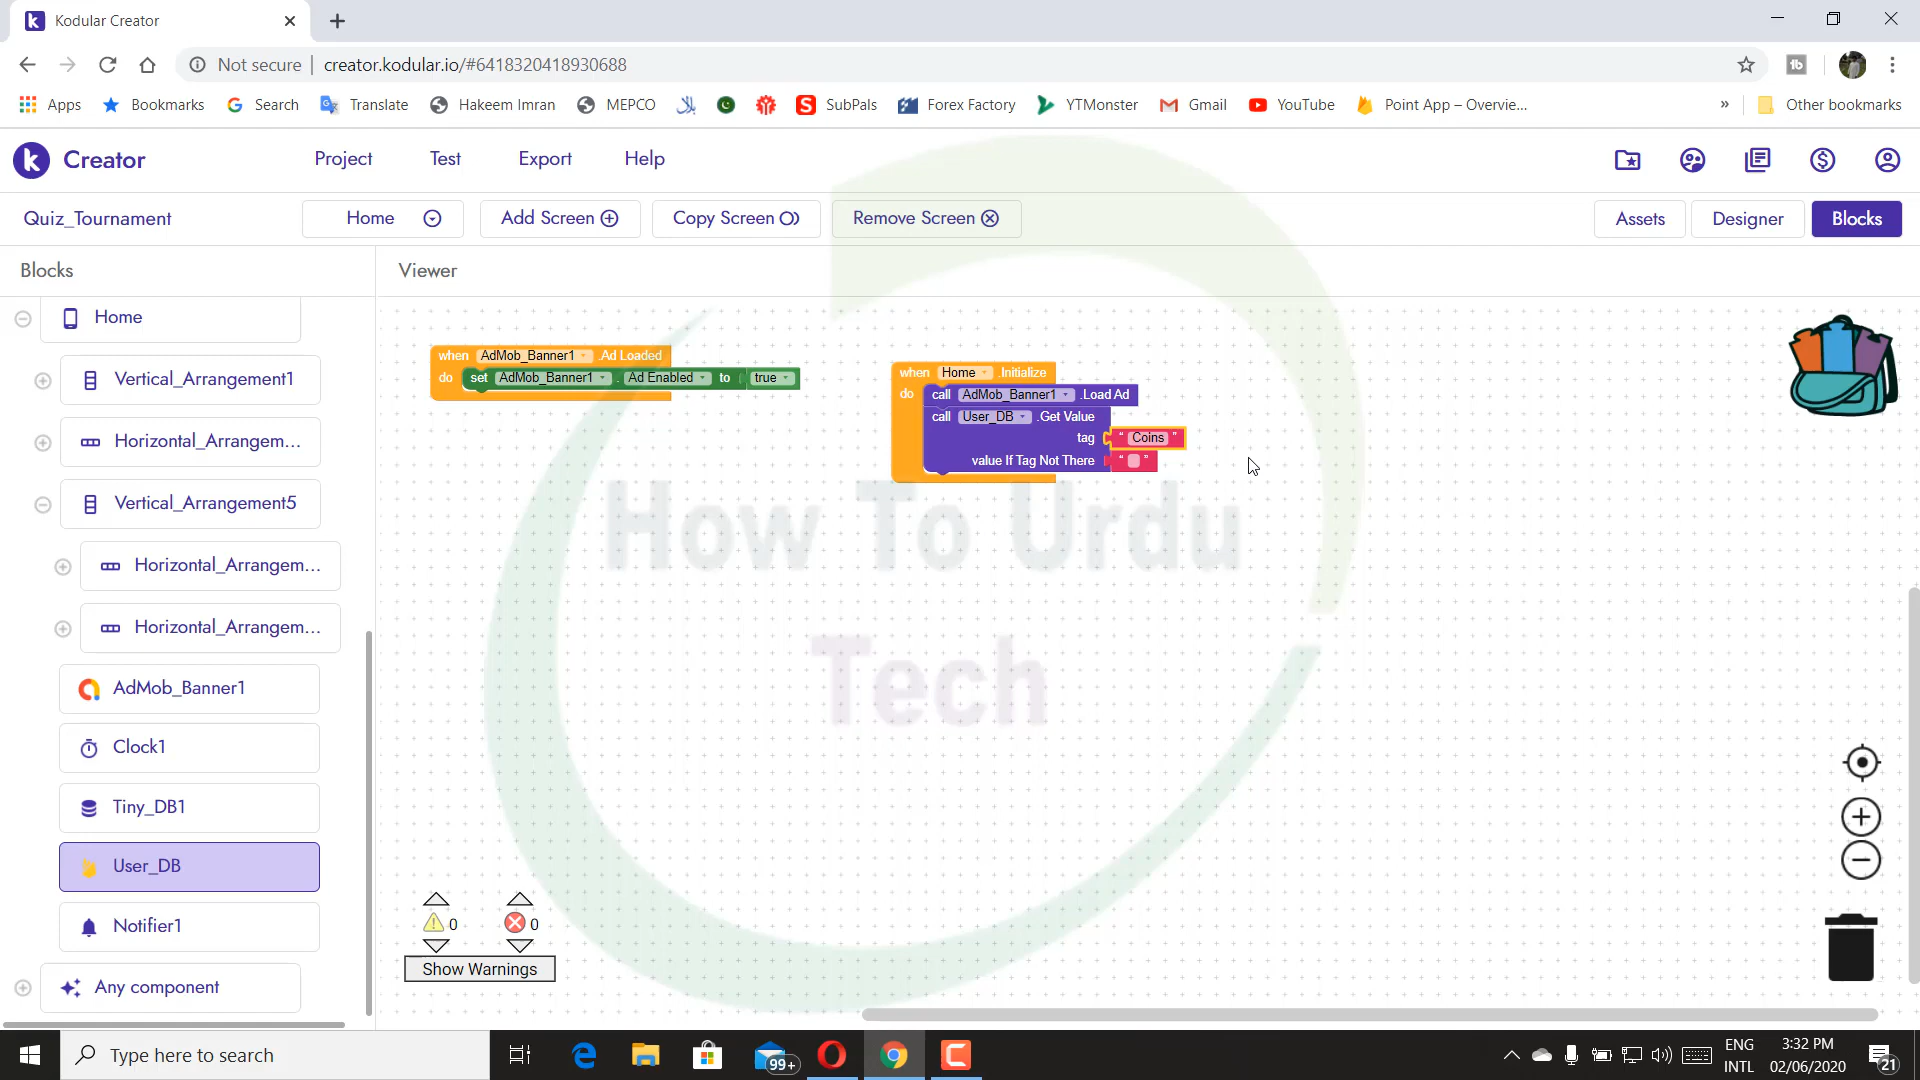 Kodular Creator
Not secure
creator.kodular.io/#6418320418930688
Apps
Bookmarks
Search
Translate
Hakeem Imran
MEPCO
SubPals
Forex Factory
YTMonster
Gmail
YouTube
Point App – Overvie...
»
Other bookmarks
Creator
Project
Test
Export
Help
Quiz_Tournament
Home
Add Screen
Copy Screen
Remove Screen
Assets
Designer
Blocks
Blocks
Viewer
Home
Vertical_Arrangement1
Horizontal_Arrangem...
Vertical_Arrangement5
Horizontal_Arrangem...
Horizontal_Arrangem...
AdMob_Banner1
Clock1
Tiny_DB1
User_DB
Notifier1
Any component
when AdMob_Banner1 .Ad Loaded
do set AdMob_Banner1 . Ad Enabled to true
when Home .Initialize
do call AdMob_Banner1 .Load Ad
call User_DB .Get Value
tag " Coins "
value If Tag Not There " "
How To Urdu
Tech
0
0
Show Warnings
Type here to search
99+
ENG
INTL
3:32 PM
02/06/2020
21